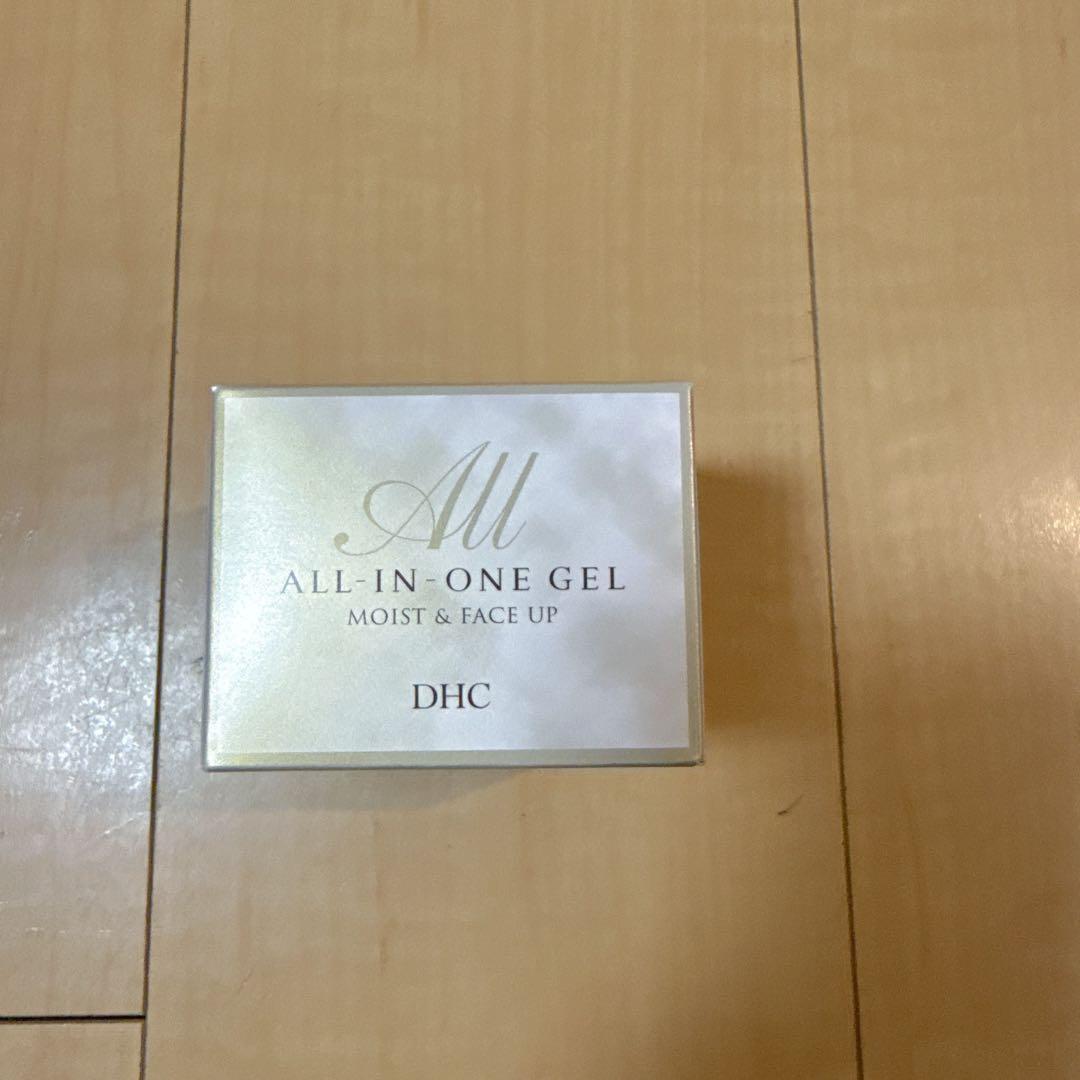 All
ALL-IN-ONE GEL
MOIST & FACE UP
DHC